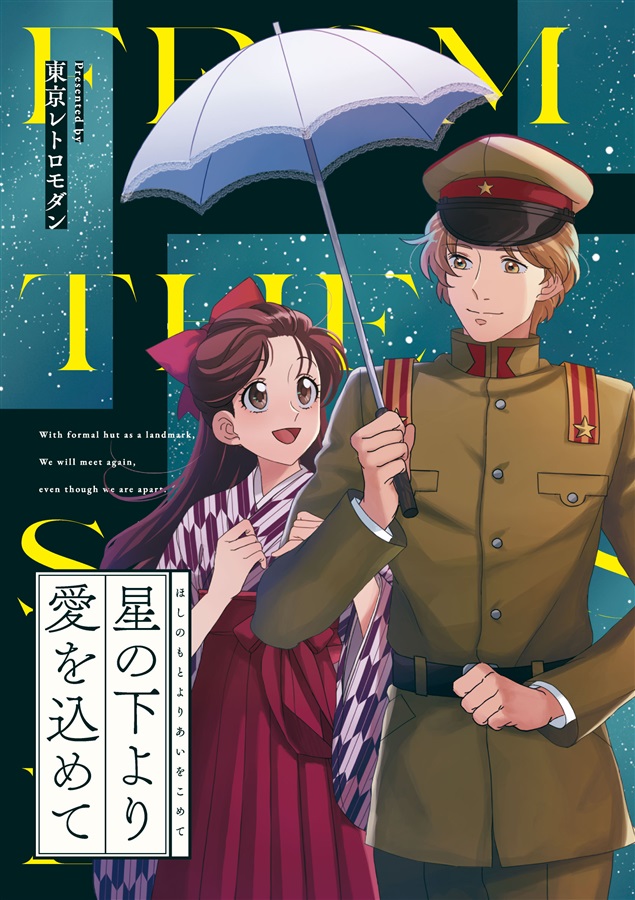 FROM
THE
S
Presented by
東京レトロモダン
With formal hut as a landmark,
We will meet again,
even though we are apart.
ほしのもとよりあいをこめて
星の下より
愛を込めて